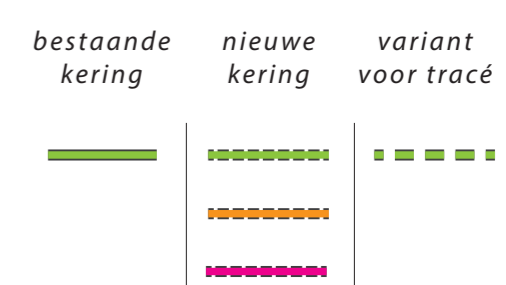 bestaande nieuwe variant
kering kering voor tracé